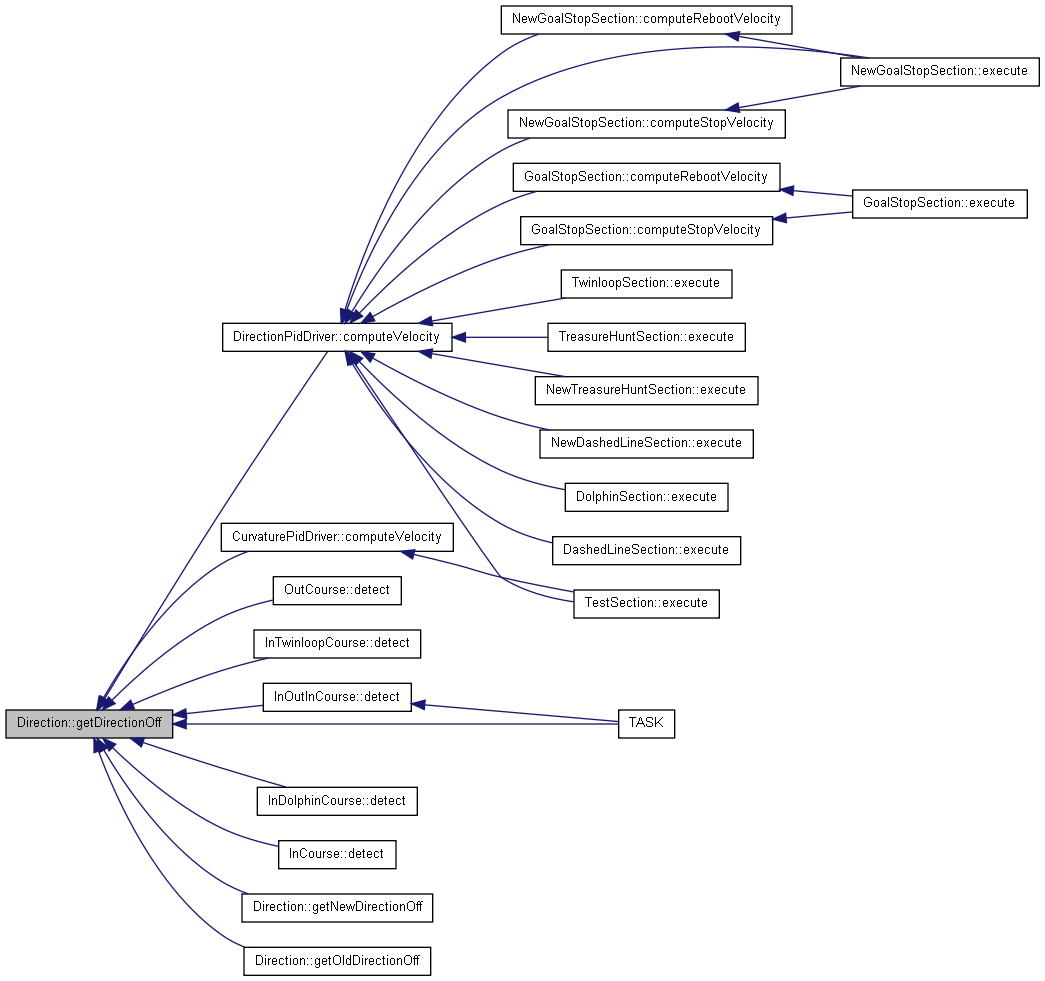 NewGoalStopSection::computeRebootVelocity
NewGoalStopSection::execute
NewGoalStopSection::computeStopVelocity
GoalStopSection::computeRebootVelocity
GoalStopSection::execute
GoalStopSection::computeStopVelocity
TwinloopSection::execute
DirectionPidDriver::computeVelocity
TreasureHuntSection::execute
NewTreasureHuntSection::execute
NewDashedLineSection::execute
DolphinSection::execute
CurvaturePidDriver::computeVelocity
DashedLineSection::execute
OutCourse::detect
TestSection::execute
InTwinloopCourse::detect
InOutInCourse::detect
Direction::getDirectionOff
TASK
InDolphinCourse::detect
InCourse::detect
Direction::getNewDirectionOff
Direction::getOldDirectionOff